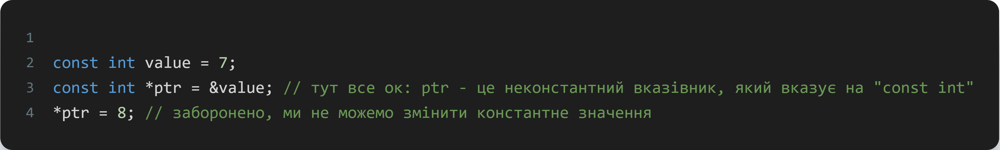 1
2 const int value = 7;
3 const int *ptr = &value; // тут все ок: ptr - це неконстантний вказівник, який вказує на "const int"
4 *ptr = 8; // заборонено, ми не можемо змінити константне значення